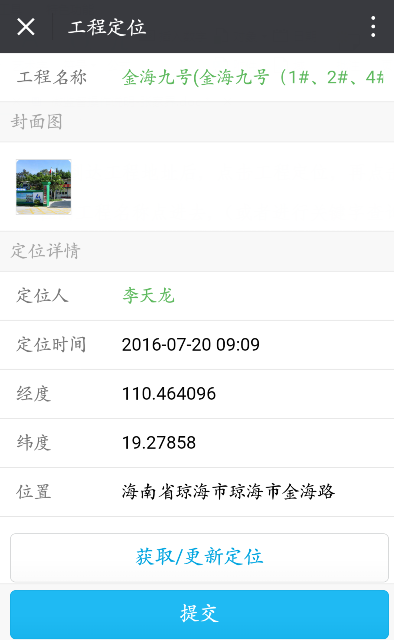 工程定位
工程名称 金海九号(金海九号（1#、2#、4#
封面图
定位详情
定位人 李天龙
定位时间 2016-07-20 09:09
经度 110.464096
纬度 19.27858
位置 海南省琼海市琼海市金海路
获取/更新定位
提交